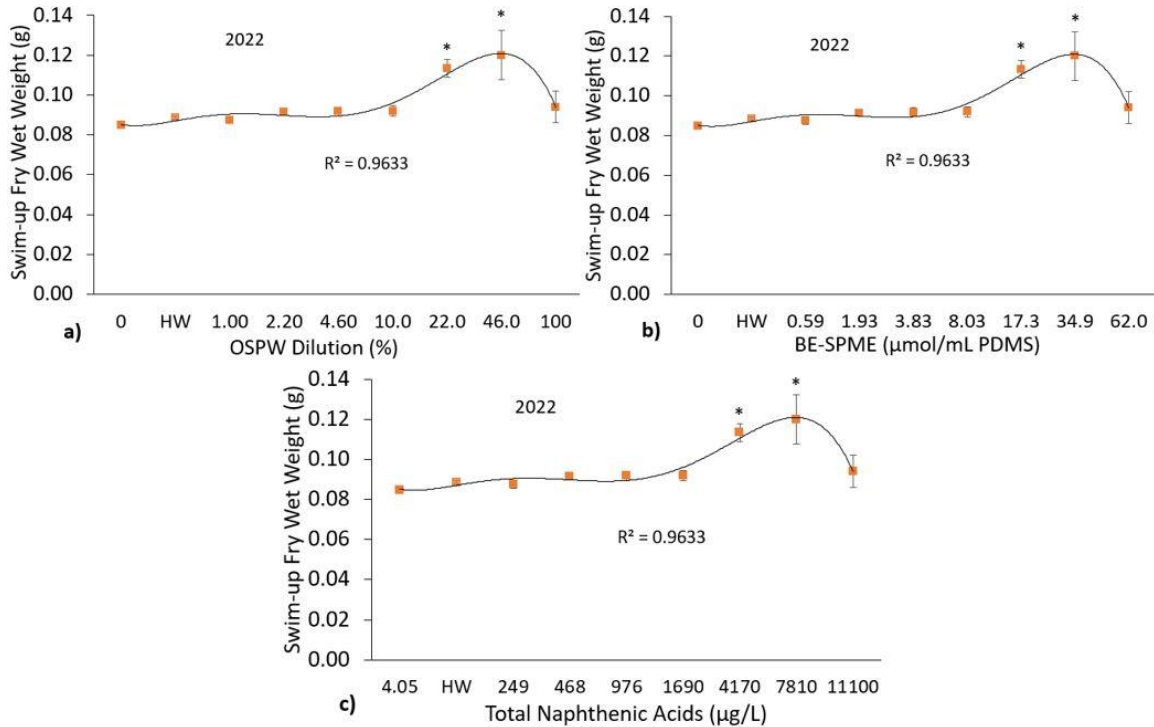 Swim-up Fry Wet Weight (g)
0.14
0.12
0.10
0.08
0.06
0.04
0.02
0.00
2022
*
*
R² = 0.9633
0 HW 1.00 2.20 4.60 10.0 22.0 46.0 100
a)
OSPW Dilution (%)
Swim-up Fry Wet Weight (g)
0.14
0.12
0.10
0.08
0.06
0.04
0.02
0.00
2022
*
*
R² = 0.9633
0 HW 0.59 1.93 3.83 8.03 17.3 34.9 62.0
b)
BE-SPME (µmol/mL PDMS)
Swim-up Fry Wet Weight (g)
0.14
0.12
0.10
0.08
0.06
0.04
0.02
0.00
2022
*
*
R² = 0.9633
4.05 HW 249 468 976 1690 4170 7810 11100
c)
Total Naphthenic Acids (µg/L)